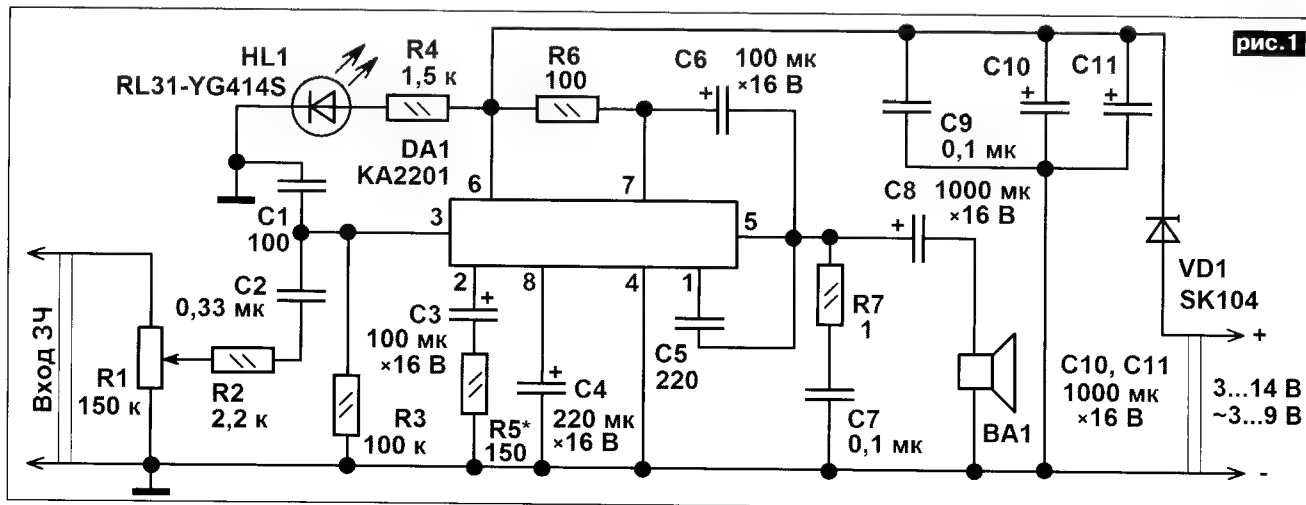 рис.1
HL1
RL31-YG414S
R4
1,5 к
R6
100
C6
100 мк
×16 В
C10
C11
DA1
KA2201
C9
0,1 мк
6
7
C8
1000 мк
×16 В
C1
100
3
5
VD1
SK104
Вход ЗЧ
C2
0,33 мк
2
8
4
1
C3
100 мк
×16 В
R7
1
+
R1
150 к
R2
2,2 к
R3
100 к
R5*
150
C4
220 мк
×16 В
C5
220
C7
0,1 мк
BA1
C10, C11
1000 мк
×16 В
3...14 В
~3...9 В
-